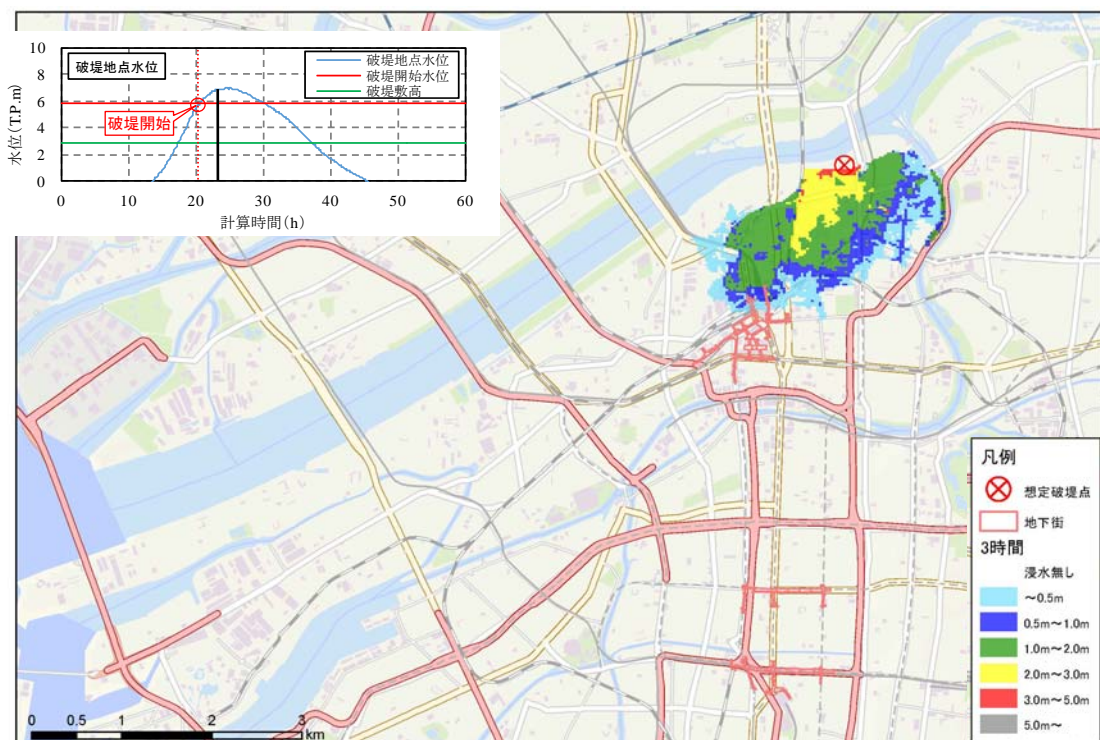 破堤地点水位
破堤地点水位
破堤開始水位
破堤敷高
破堤開始
水位(T.P.m)
10
8
6
4
2
0
0
10
20
30
40
50
60
計算時間(h)
凡例
想定破堤点
地下街
3時間
浸水無し
~0.5m
0.5m~1.0m
1.0m~2.0m
2.0m~3.0m
3.0m~5.0m
5.0m~
0 0.5 1 2 3
km